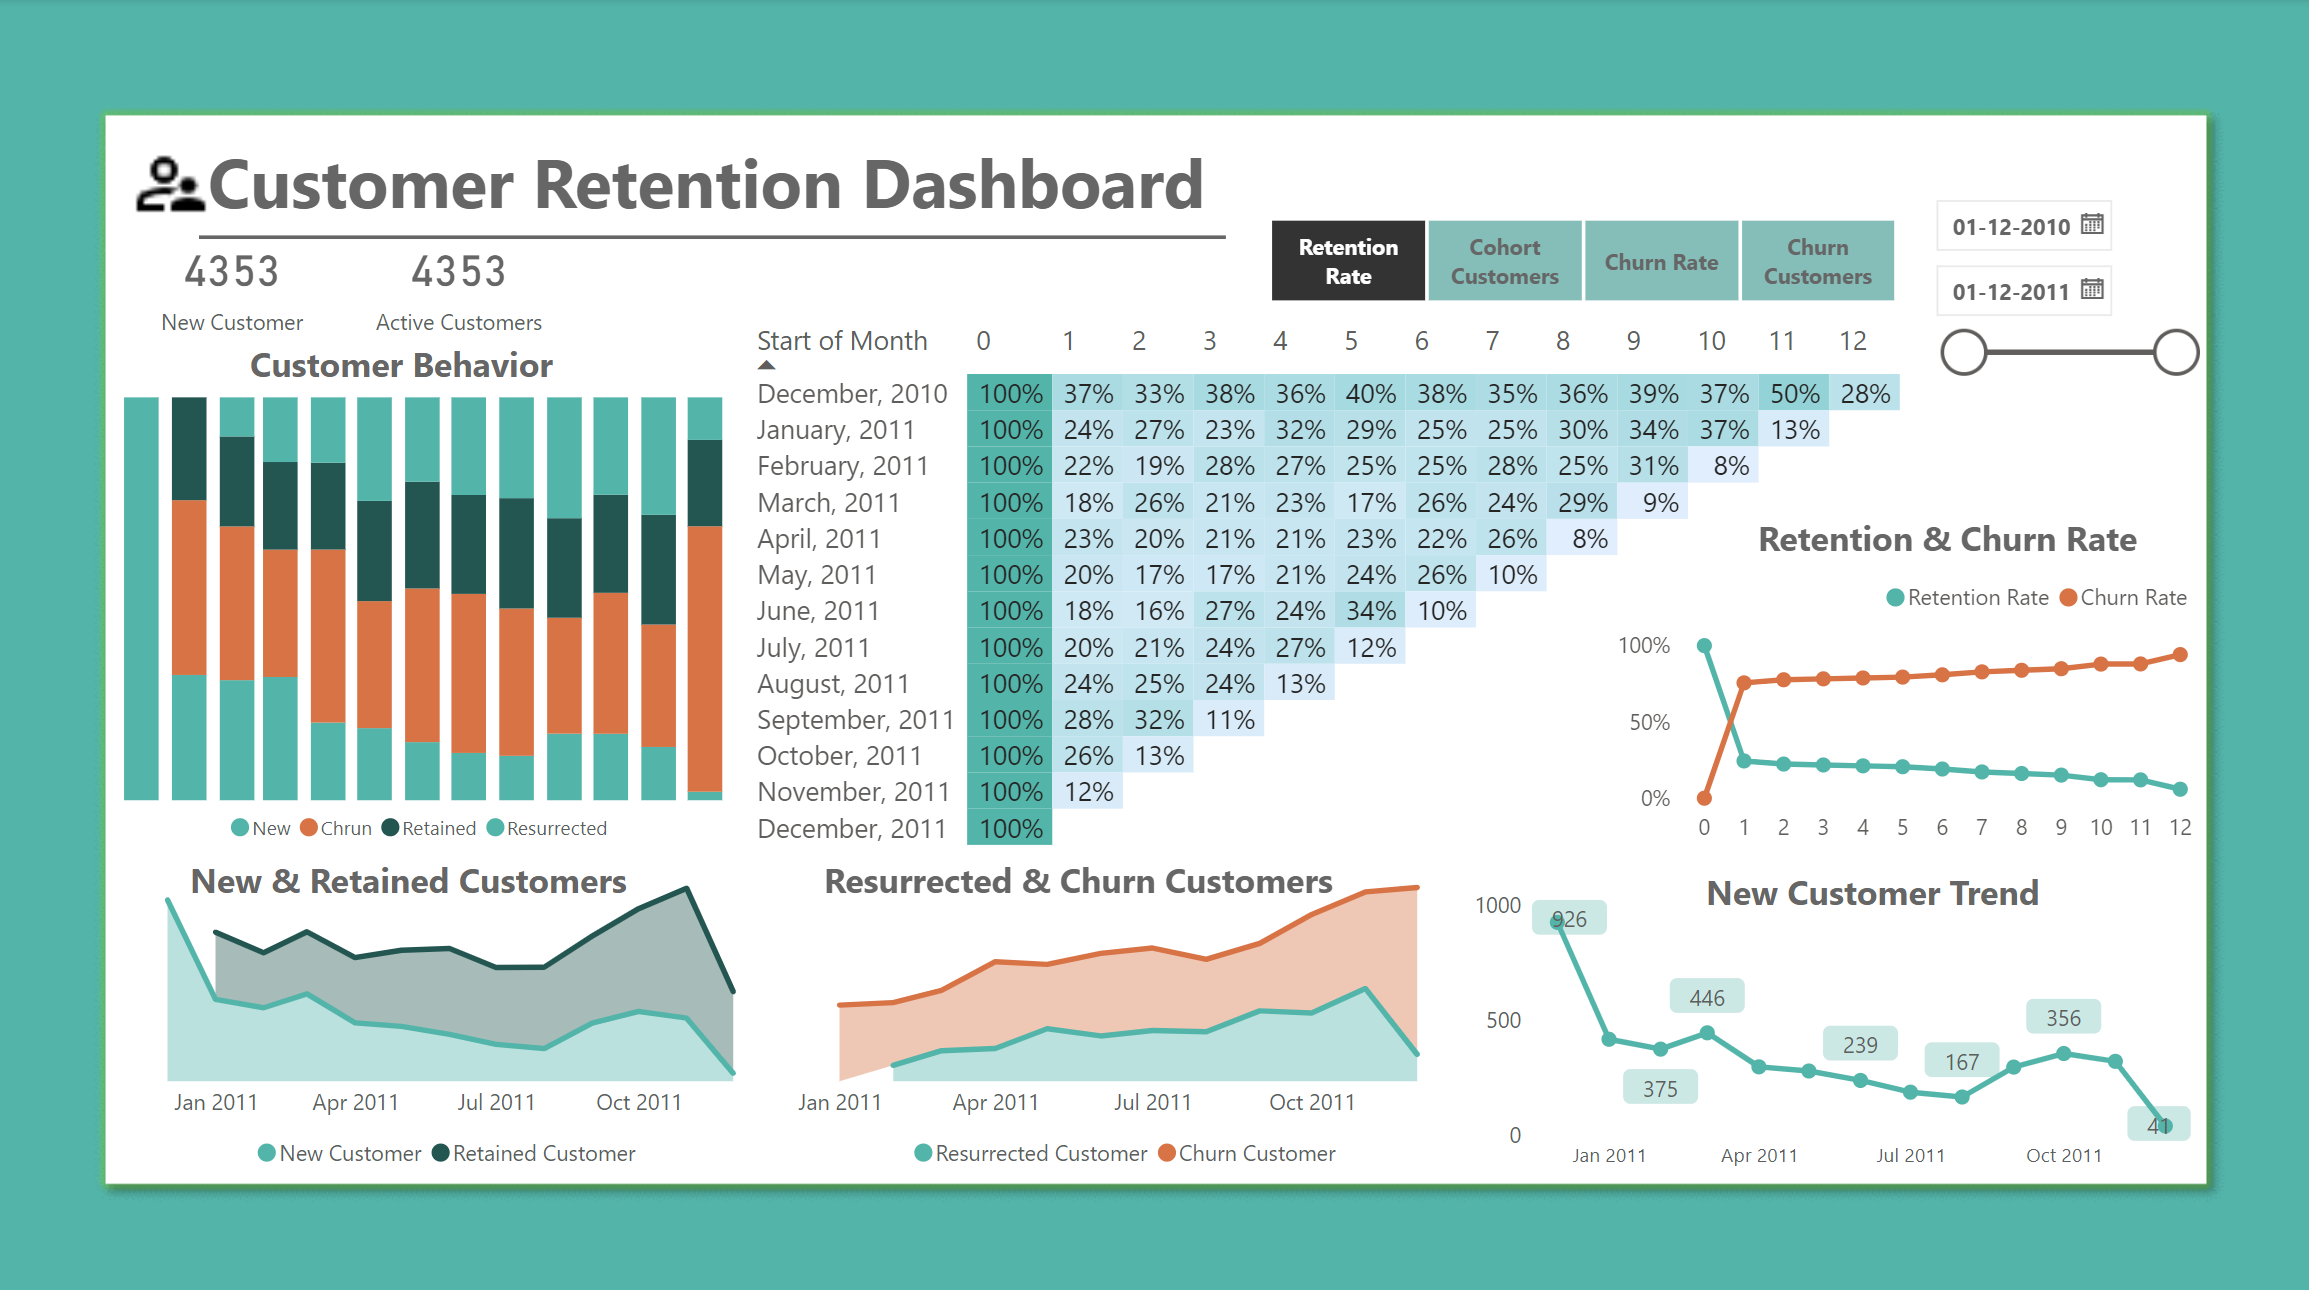 Customer Retention Dashboard
4353
New Customer
4353
Active Customers
Retention Rate
Cohort Customers
Churn Rate
Churn Customers
01-12-2010
01-12-2011
Customer Behavior
New Chrun Retained Resurrected
Start of Month 0 1 2 3 4 5 6 7 8 9 10 11 12
December, 2010 100% 37% 33% 38% 36% 40% 38% 35% 36% 39% 37% 50% 28%
January, 2011 100% 24% 27% 23% 32% 29% 25% 25% 30% 34% 37% 13%
February, 2011 100% 22% 19% 28% 27% 25% 25% 28% 25% 31% 8%
March, 2011 100% 18% 26% 21% 23% 17% 26% 24% 29% 9%
April, 2011 100% 23% 20% 21% 21% 23% 22% 26% 8%
May, 2011 100% 20% 17% 17% 21% 24% 26% 10%
June, 2011 100% 18% 16% 27% 24% 34% 10%
July, 2011 100% 20% 21% 24% 27% 12%
August, 2011 100% 24% 25% 24% 13%
September, 2011 100% 28% 32% 11%
October, 2011 100% 26% 13%
November, 2011 100% 12%
December, 2011 100%
Retention & Churn Rate
Retention Rate Churn Rate
100%
50%
0%
0 1 2 3 4 5 6 7 8 9 10 11 12
New & Retained Customers
Jan 2011 Apr 2011 Jul 2011 Oct 2011
New Customer Retained Customer
Resurrected & Churn Customers
Jan 2011 Apr 2011 Jul 2011 Oct 2011
Resurrected Customer Churn Customer
New Customer Trend
1000
500
0
926
375
446
239
167
356
41
Jan 2011 Apr 2011 Jul 2011 Oct 2011